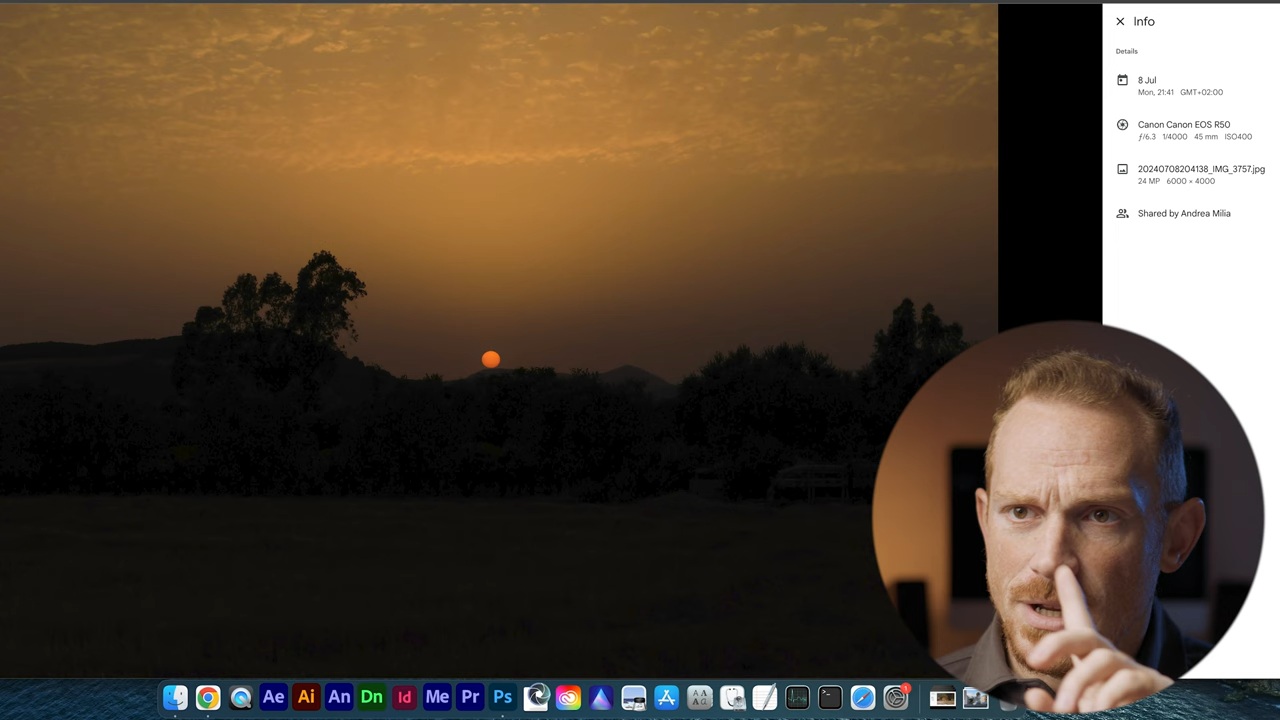 Info
Details
8 Jul
Mon, 21:41 GMT+02:00
Canon Canon EOS R50
ƒ/6.3 1/4000 45 mm ISO400
20240708204138_IMG_3757.jpg
24 MP 6000 × 4000
Shared by Andrea Milia
Ae Ai An Dn Id Me Pr Ps
1